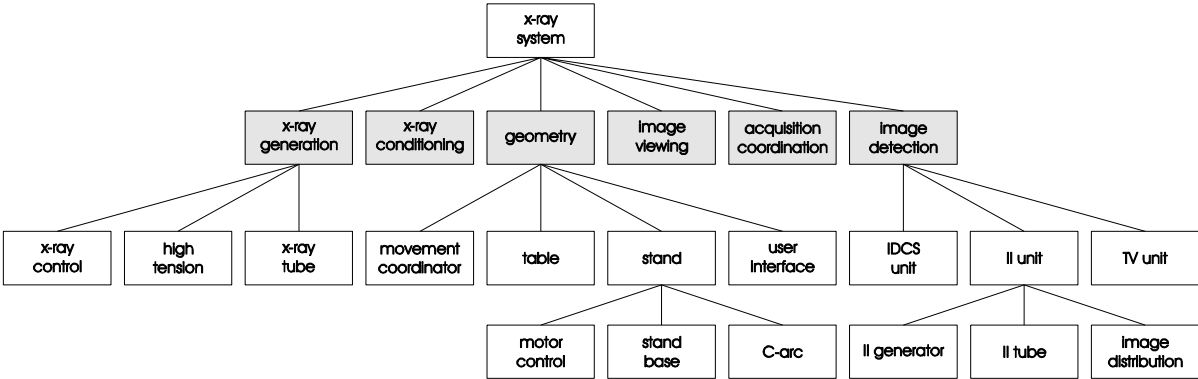 x-ray
system
x-ray
generation
x-ray
conditioning
geometry
image
viewing
acquisition
coordination
image
detection
x-ray
control
high
tension
x-ray
tube
movement
coordinator
table
stand
user
interface
IDCS
unit
II unit
TV unit
motor
control
stand
base
C-arc
II generator
II tube
image
distribution